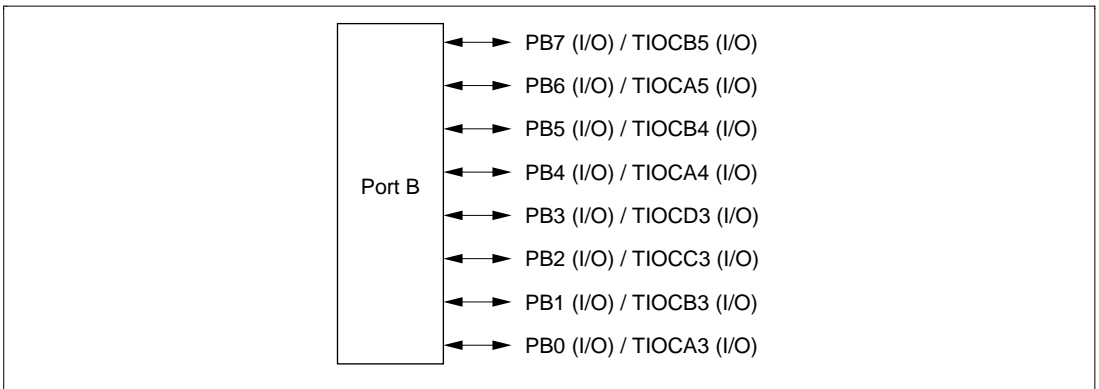 PB7 (I/O) / TIOCB5 (I/O)
PB6 (I/O) / TIOCA5 (I/O)
PB5 (I/O) / TIOCB4 (I/O)
Port B
PB4 (I/O) / TIOCA4 (I/O)
PB3 (I/O) / TIOCD3 (I/O)
PB2 (I/O) / TIOCC3 (I/O)
PB1 (I/O) / TIOCB3 (I/O)
PB0 (I/O) / TIOCA3 (I/O)